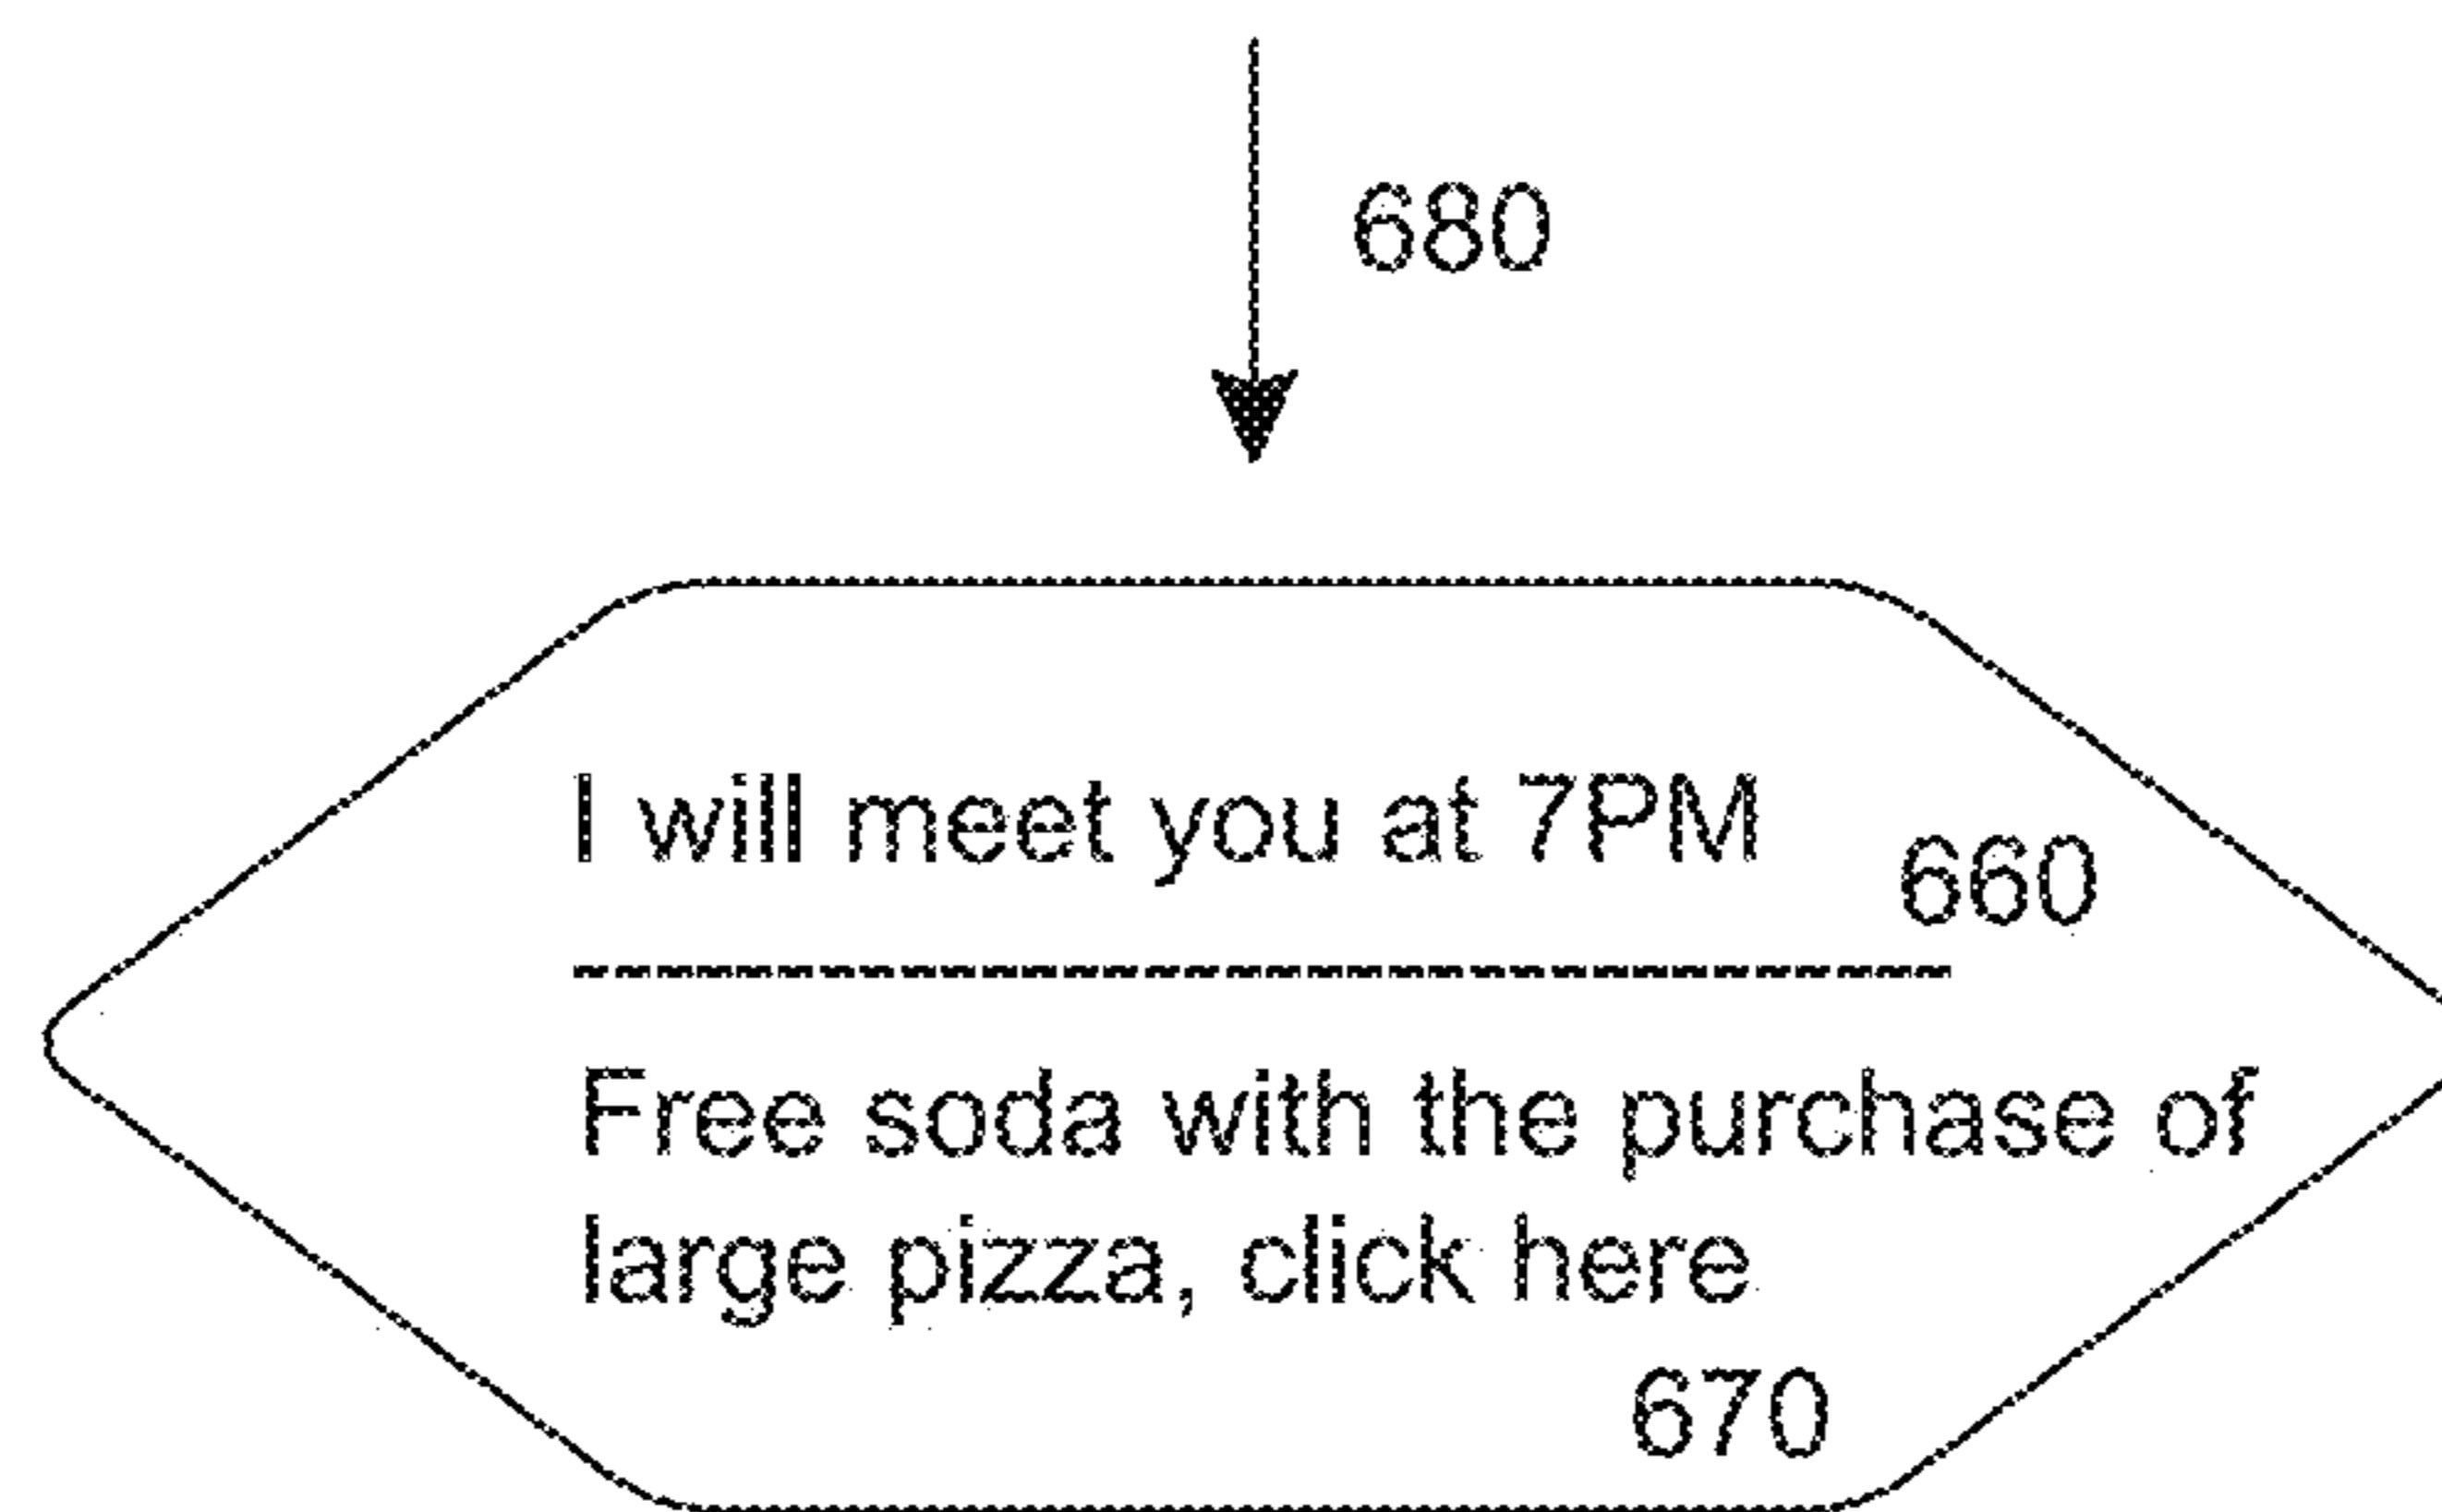 680
I will meet you at 7PM
660
Free soda with the purchase of
large pizza, click here
670